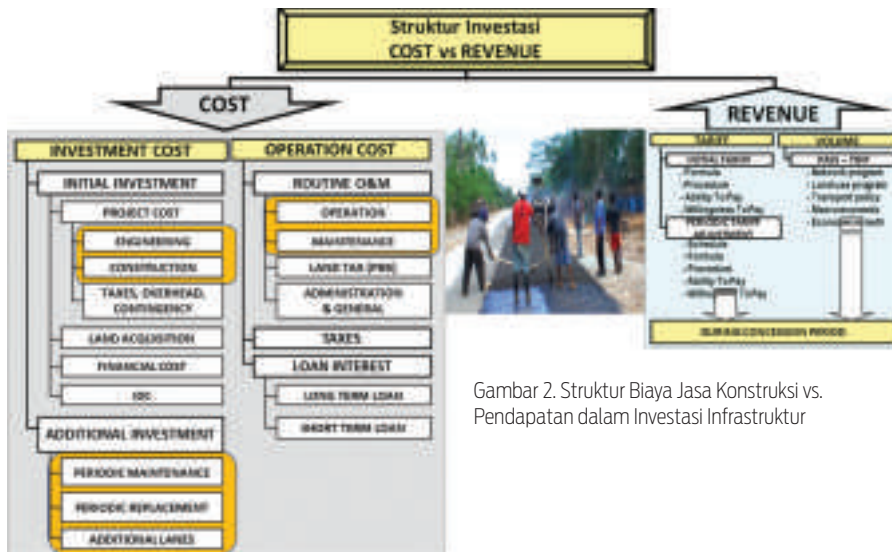 Struktur Investasi
COST vs REVENUE
COST
REVENUE
INVESTMENT COST
INITIAL INVESTMENT
PROJECT COST
ENGINEERING
CONSTRUCTION
TAXES, OVERHEAD,
CONTINGENCY
LAND ACQUISITION
FINANCIAL COST
IDC
ADDITIONAL INVESTMENT
PERIODIC MAINTENANCE
PERIODIC REPLACEMENT
ADDITIONAL LANES
OPERATION COST
ROUTINE O&M
OPERATION
MAINTENANCE
LAND TAX (PBB)
ADMINISTRATION
& GENERAL
TAXES
LOAN INTEREST
LONG TERM LOAN
SHORT TERM LOAN
TARIFF
INITIAL TARIFF
-Formula
-Procedure
-Ability To Pay
-Willingness To Pay
PERIODIC TARIFF
ADJUSTMENT
-Schedule
-Formula
-Procedure
-Ability To Pay
To Pay
VOLUME
-Network program
-Landuse program
-Transport policy
DURING CONCESSION PERIOD
Gambar 2. Struktur Biaya Jasa Konstruksi vs.
Pendapatan dalam Investasi Infrastruktur